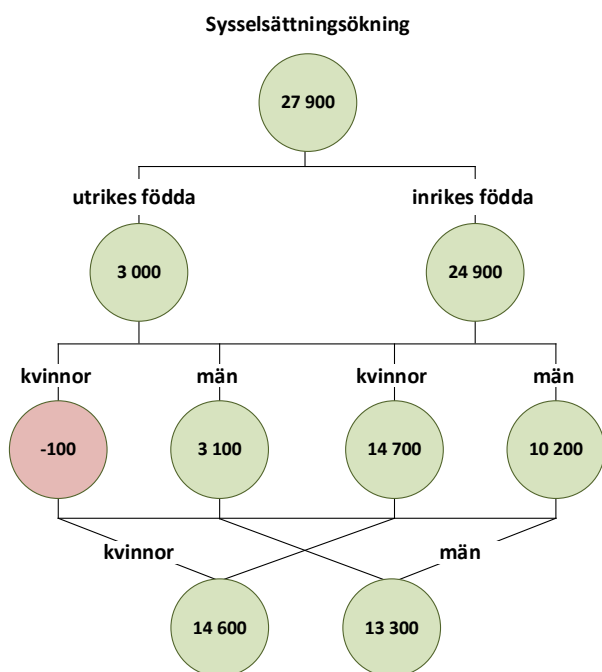 Sysselsättningsökning
27 900
utrikes födda
inrikes födda
3 000
24 900
kvinnor
män
kvinnor
män
-100
3 100
14 700
10 200
kvinnor
män
14 600
13 300